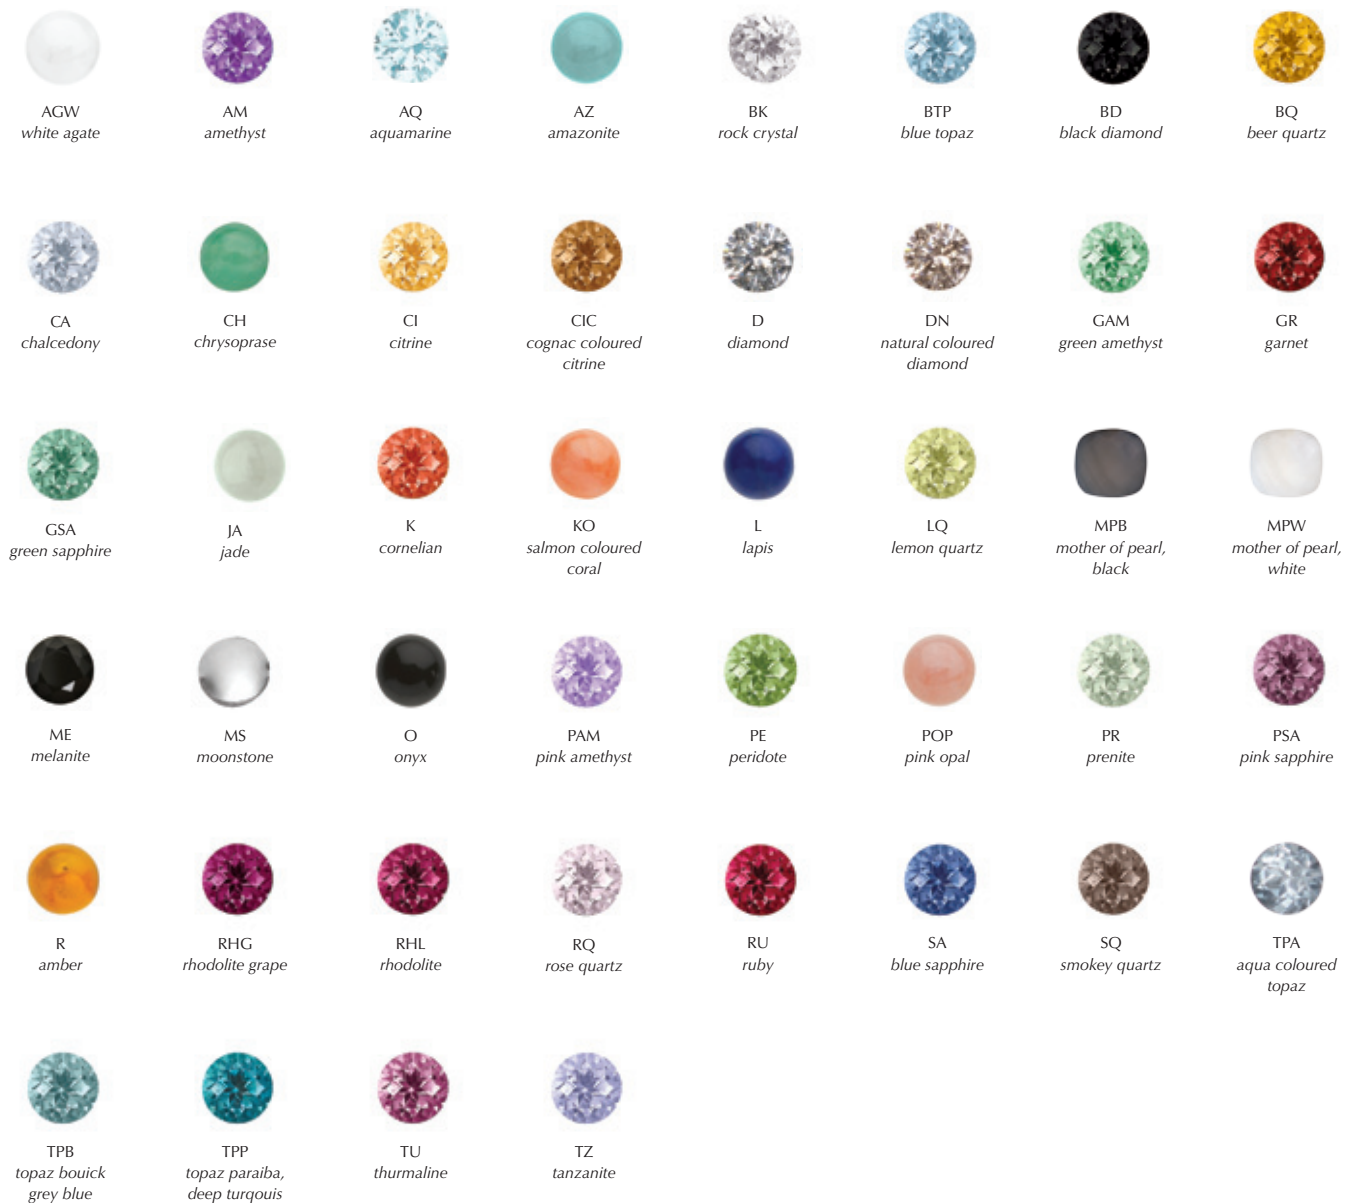 AGW
white agate
AM
amethyst
AQ
aquamarine
AZ
amazonite
BK
rock crystal
BTP
blue topaz
BD
black diamond
BQ
beer quartz
CA
chalcedony
CH
chrysoprase
CI
citrine
CIC
cognac coloured
citrine
D
diamond
DN
natural coloured
diamond
GAM
green amethyst
GR
garnet
GSA
green sapphire
JA
jade
K
cornelian
KO
salmon coloured
coral
L
lapis
LQ
lemon quartz
MPB
mother of pearl,
black
MPW
mother of pearl,
white
ME
melanite
MS
moonstone
O
onyx
PAM
pink amethyst
PE
peridote
POP
pink opal
PR
prenite
PSA
pink sapphire
R
amber
RHG
rhodolite grape
RHL
rhodolite
RQ
rose quartz
RU
ruby
SA
blue sapphire
SQ
smokey quartz
TPA
aqua coloured
topaz
TPB
topaz bouick
grey blue
TPP
topaz paraiba,
deep turqouis
TU
thurmaline
TZ
tanzanite